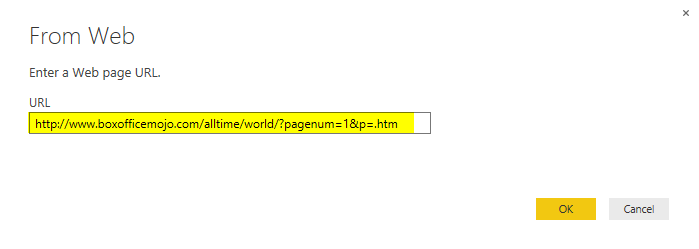 ×
From Web
Enter a Web page URL.
URL
http://www.boxofficemojo.com/alltime/world/?pagenum=1&p=.htm
OK Cancel